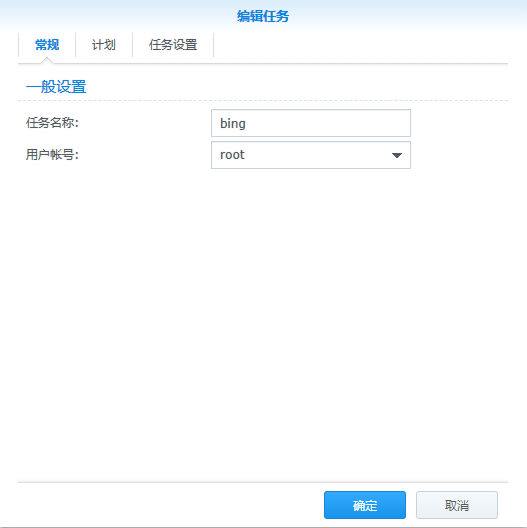 编辑任务
常规 计划 任务设置
一般设置
任务名称: bing
用户帐号: root
确定 取消